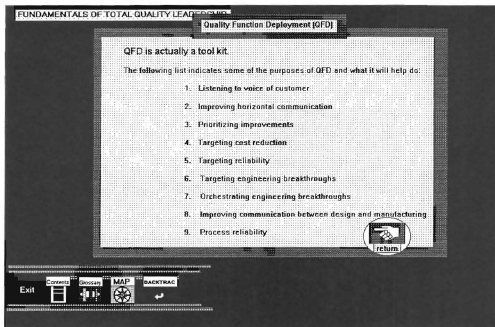 FUNDAMENTALS OF TOTAL QUALITY LEADERSHIP
Quality Function Deployment [QFD]
QFD is actually a tool kit.
The following list indicates some of the purposes of QFD and what it will help do:
1. Listening to voice of customer
2. Improving horizontal communication
3. Prioritizing improvements
4. Targeting cost reduction
5. Targeting reliability
6. Targeting engineering breakthroughs
7. Orchestrating engineering breakthroughs
8. Improving communication between design and manufacturing
9. Process reliability
return
Exit
Contents
Glossary
MAP
BACKTRAC